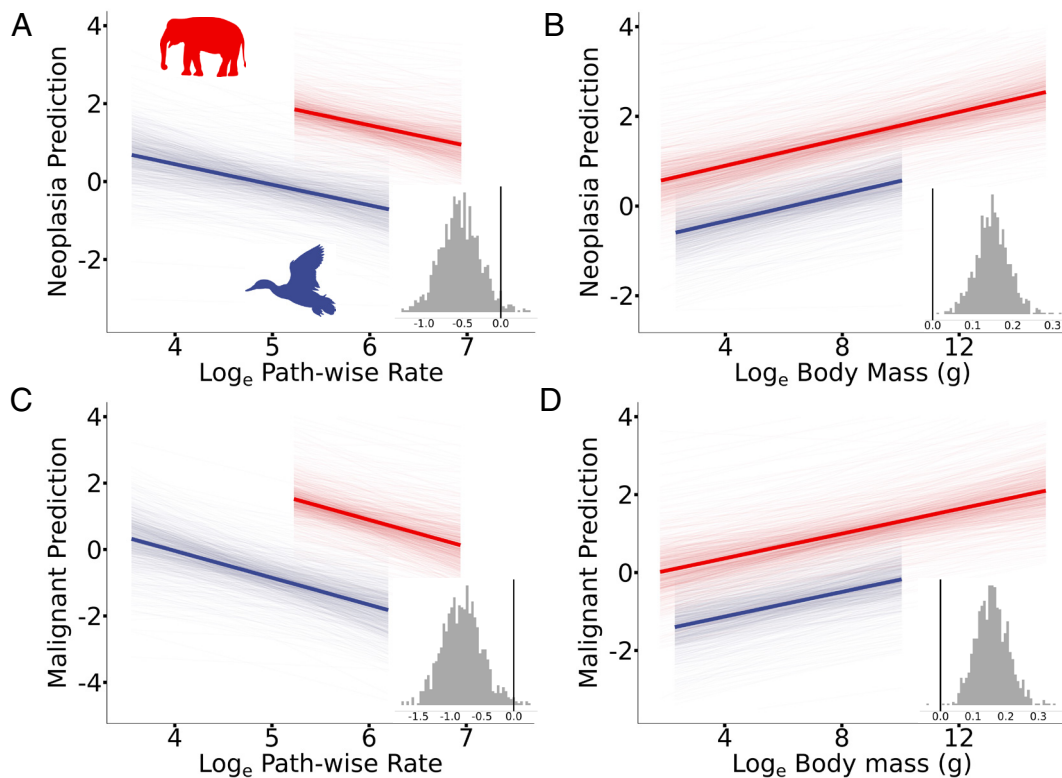 A
4
2
0
-2
Neoplasia Prediction
-1.0 -0.5 0.0
4 5 6 7
Loge Path-wise Rate
B
4
2
0
-2
Neoplasia Prediction
0.0 0.1 0.2 0.3
4 8 12
Loge Body Mass (g)
C
4
2
0
-2
-4
Malignant Prediction
-1.5 -1.0 -0.5 0.0
4 5 6 7
Loge Path-wise Rate
D
4
2
0
-2
Malignant Prediction
0.0 0.1 0.2 0.3
4 8 12
Loge Body mass (g)